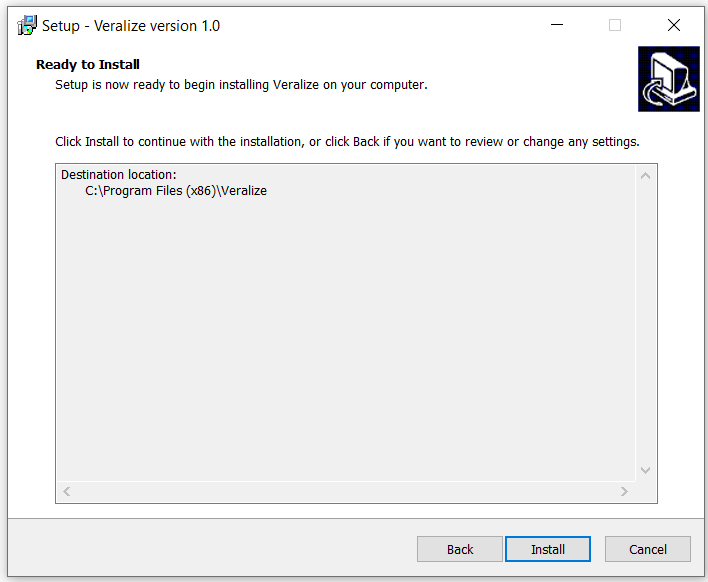 Setup - Veralize version 1.0
Ready to Install
Setup is now ready to begin installing Veralize on your computer.
Click Install to continue with the installation, or click Back if you want to review or change any settings.
Destination location:
C:\Program Files (x86)\Veralize
Back Install Cancel